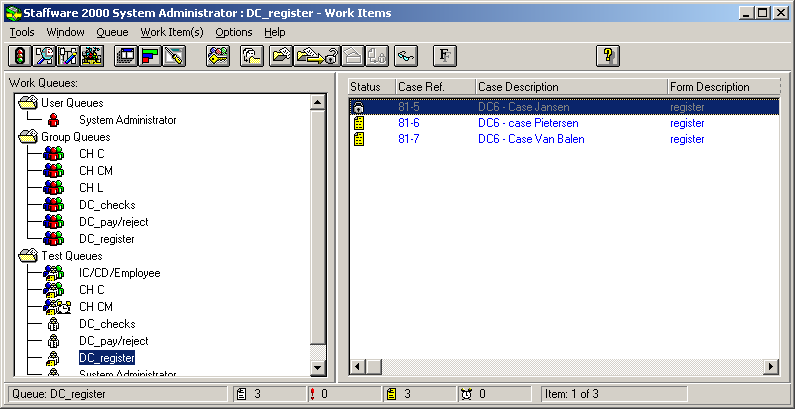 Staffware 2000 System Administrator : DC_register - Work Items
Tools Window Queue Work Item(s) Options Help
Work Queues:
User Queues
System Administrator
Group Queues
CH C
CH CM
CH L
DC_checks
DC_pay/reject
DC_register
Test Queues
IC/CD/Employee
CH C
CH CM
DC_checks
DC_pay/reject
DC_register
System Administrator
Status Case Ref. Case Description Form Description
81-5 DC6 - Case Jansen register
81-6 DC6 - case Pietersen register
81-7 DC6 - Case Van Balen register
Queue: DC_register 3 0 3 0 Item: 1 of 3